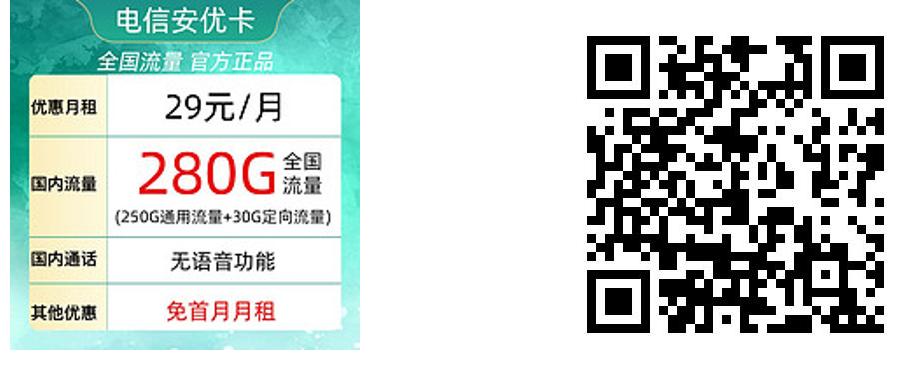 电信安优卡
全国流量 官方正品
优惠月租 29元/月
国内流量 280G 全国流量
(250G通用流量+30G定向流量)
国内通话 无语音功能
其他优惠 免首月月租